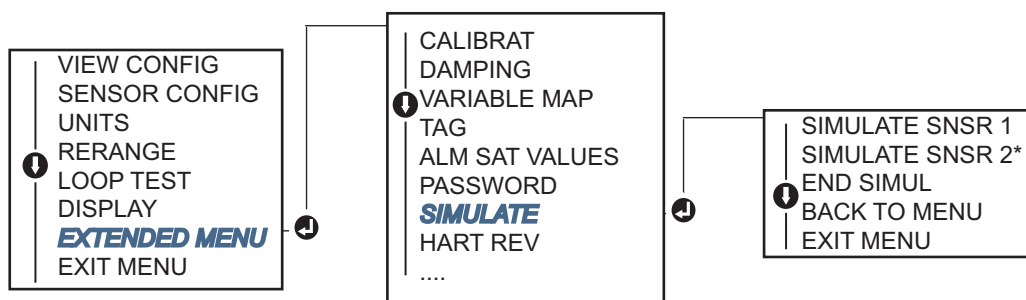 VIEW CONFIG
SENSOR CONFIG
UNITS
RERANGE
LOOP TEST
DISPLAY
EXTENDED MENU
EXIT MENU
CALIBRAT
DAMPING
VARIABLE MAP
TAG
ALM SAT VALUES
PASSWORD
SIMULATE
HART REV
....
SIMULATE SNSR 1
SIMULATE SNSR 2*
END SIMUL
BACK TO MENU
EXIT MENU